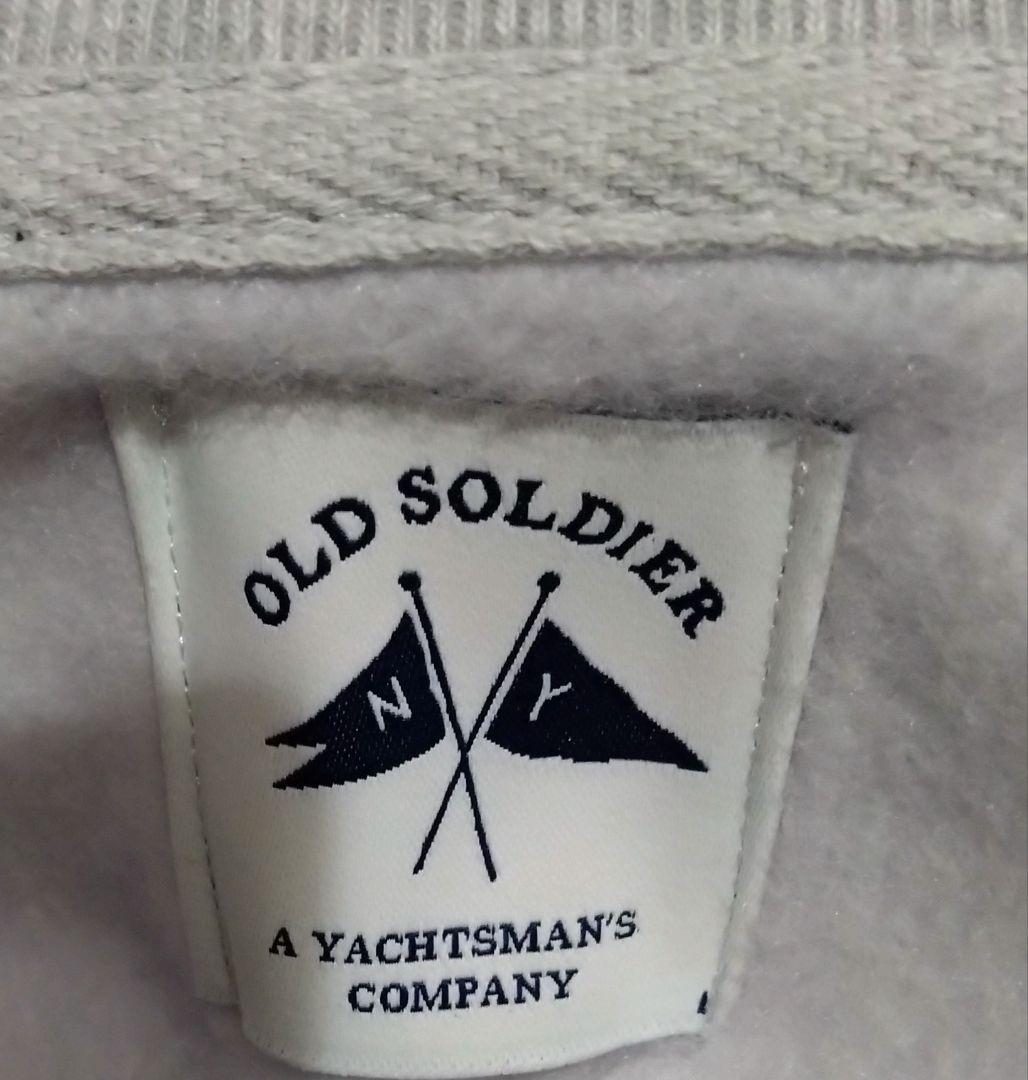 OLD SOLDIER
N Y
A YACHTSMAN'S
COMPANY